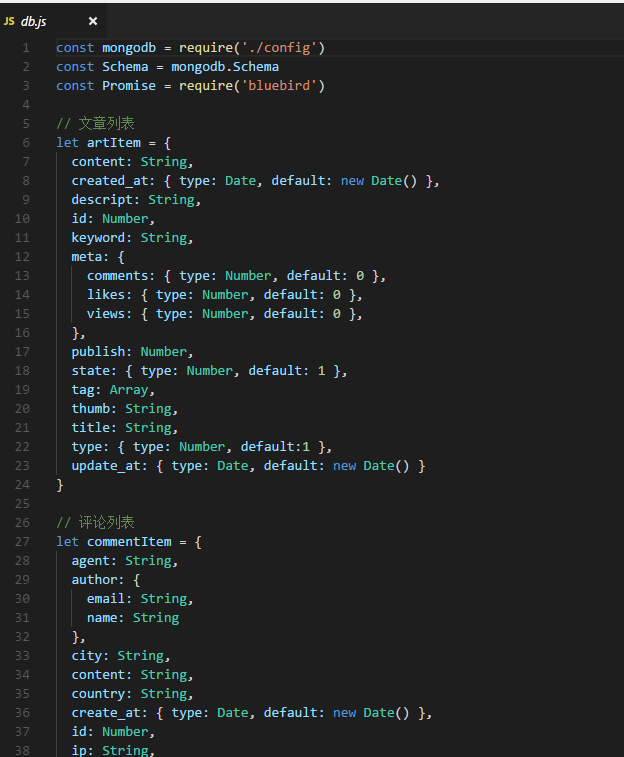 JS db.js ×
1 const mongodb = require('./config')
2 const Schema = mongodb.Schema
3 const Promise = require('bluebird')
4
5 // 文章列表
6 let artItem = {
7 content: String,
8 created_at: { type: Date, default: new Date() },
9 descript: String,
10 id: Number,
11 keyword: String,
12 meta: {
13 comments: { type: Number, default: 0 },
14 likes: { type: Number, default: 0 },
15 views: { type: Number, default: 0 },
16 },
17 publish: Number,
18 state: { type: Number, default: 1 },
19 tag: Array,
20 thumb: String,
21 title: String,
22 type: { type: Number, default:1 },
23 update_at: { type: Date, default: new Date() }
24 }
25
26 // 评论列表
27 let commentItem = {
28 agent: String,
29 author: {
30 email: String,
31 name: String
32 },
33 city: String,
34 content: String,
35 country: String,
36 create_at: { type: Date, default: new Date() },
37 id: Number,
38 ip: String,